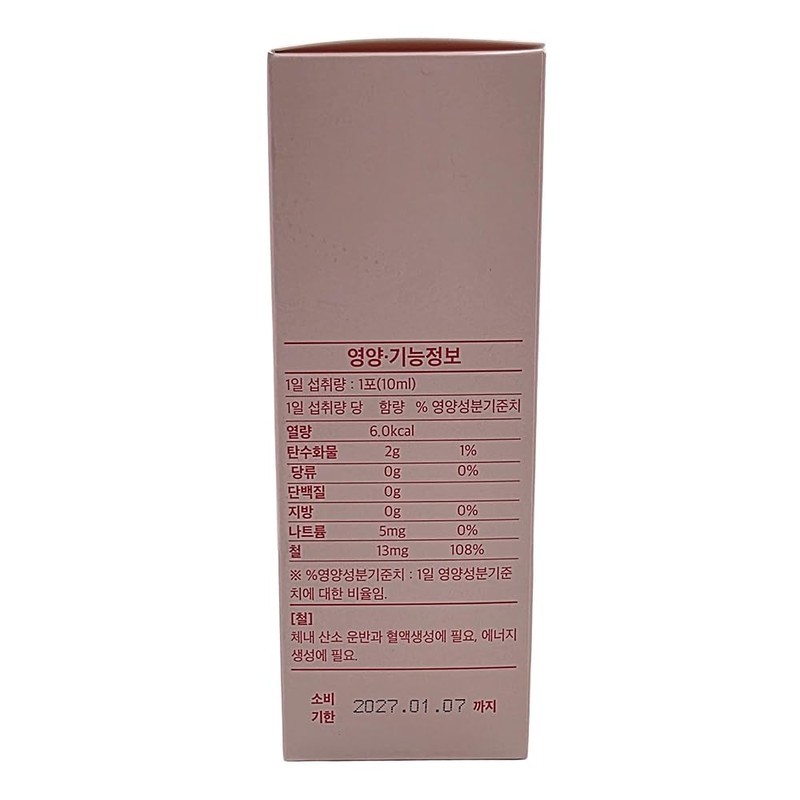 영양·기능정보
1일 섭취량 : 1포(10ml)
1일 섭취량 당 함량 % 영양성분기준치
열량 6.0kcal
탄수화물 2g 1%
당류 0g 0%
단백질 0g
지방 0g 0%
나트륨 5mg 0%
철 13mg 108%
※ %영양성분기준치 : 1일 영양성분기준
치에 대한 비율임.
[철]
체내 산소 운반과 혈액생성에 필요, 에너지
생성에 필요.
소비
기한 2027.01.07 까지